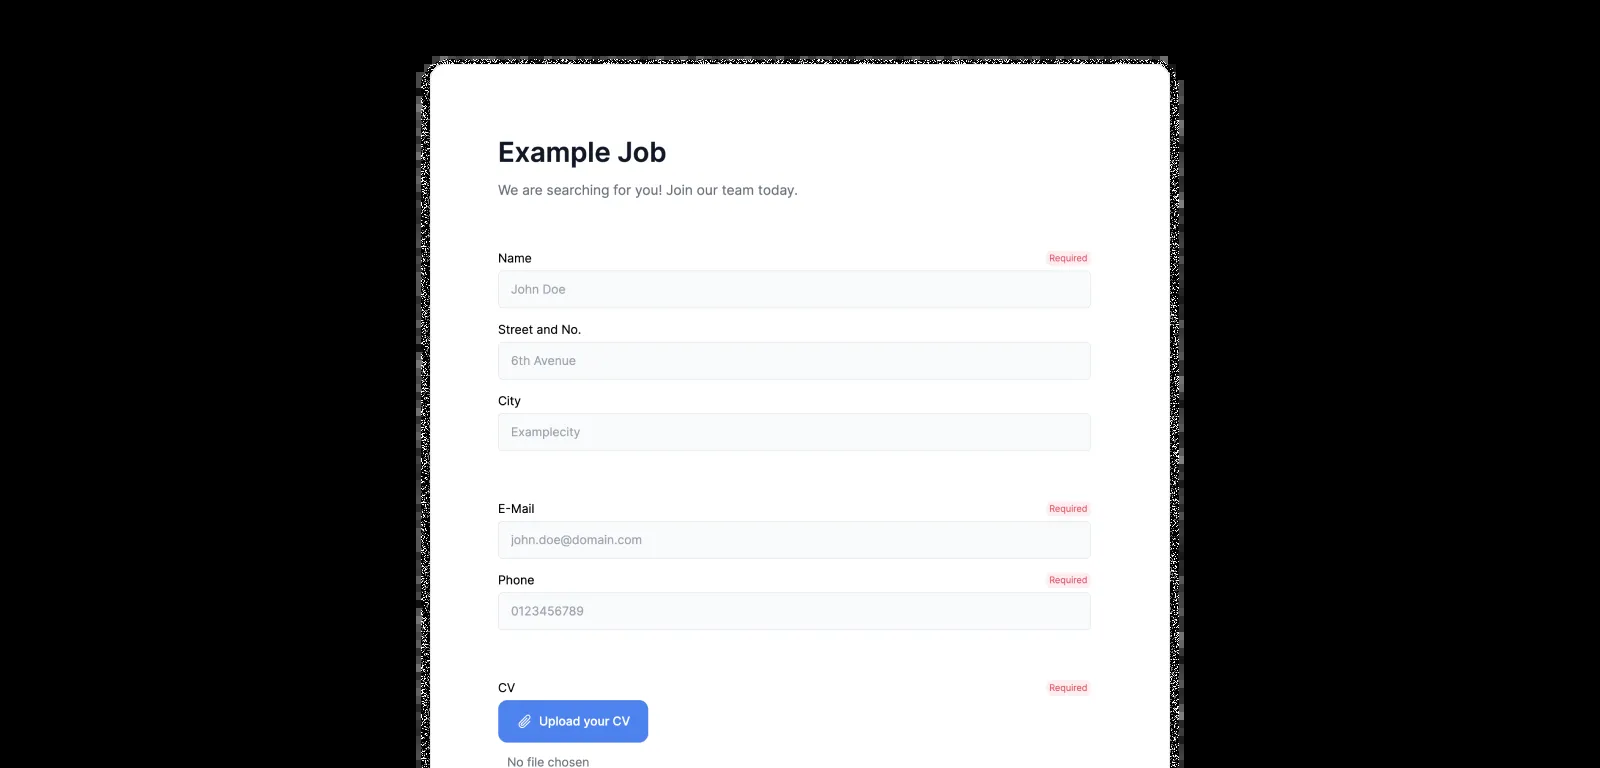 Example Job
We are searching for you! Join our team today.
Name Required
John Doe
Street and No.
6th Avenue
City
Examplecity
E-Mail Required
john.doe@domain.com
Phone Required
0123456789
CV Required
Upload your CV
No file chosen